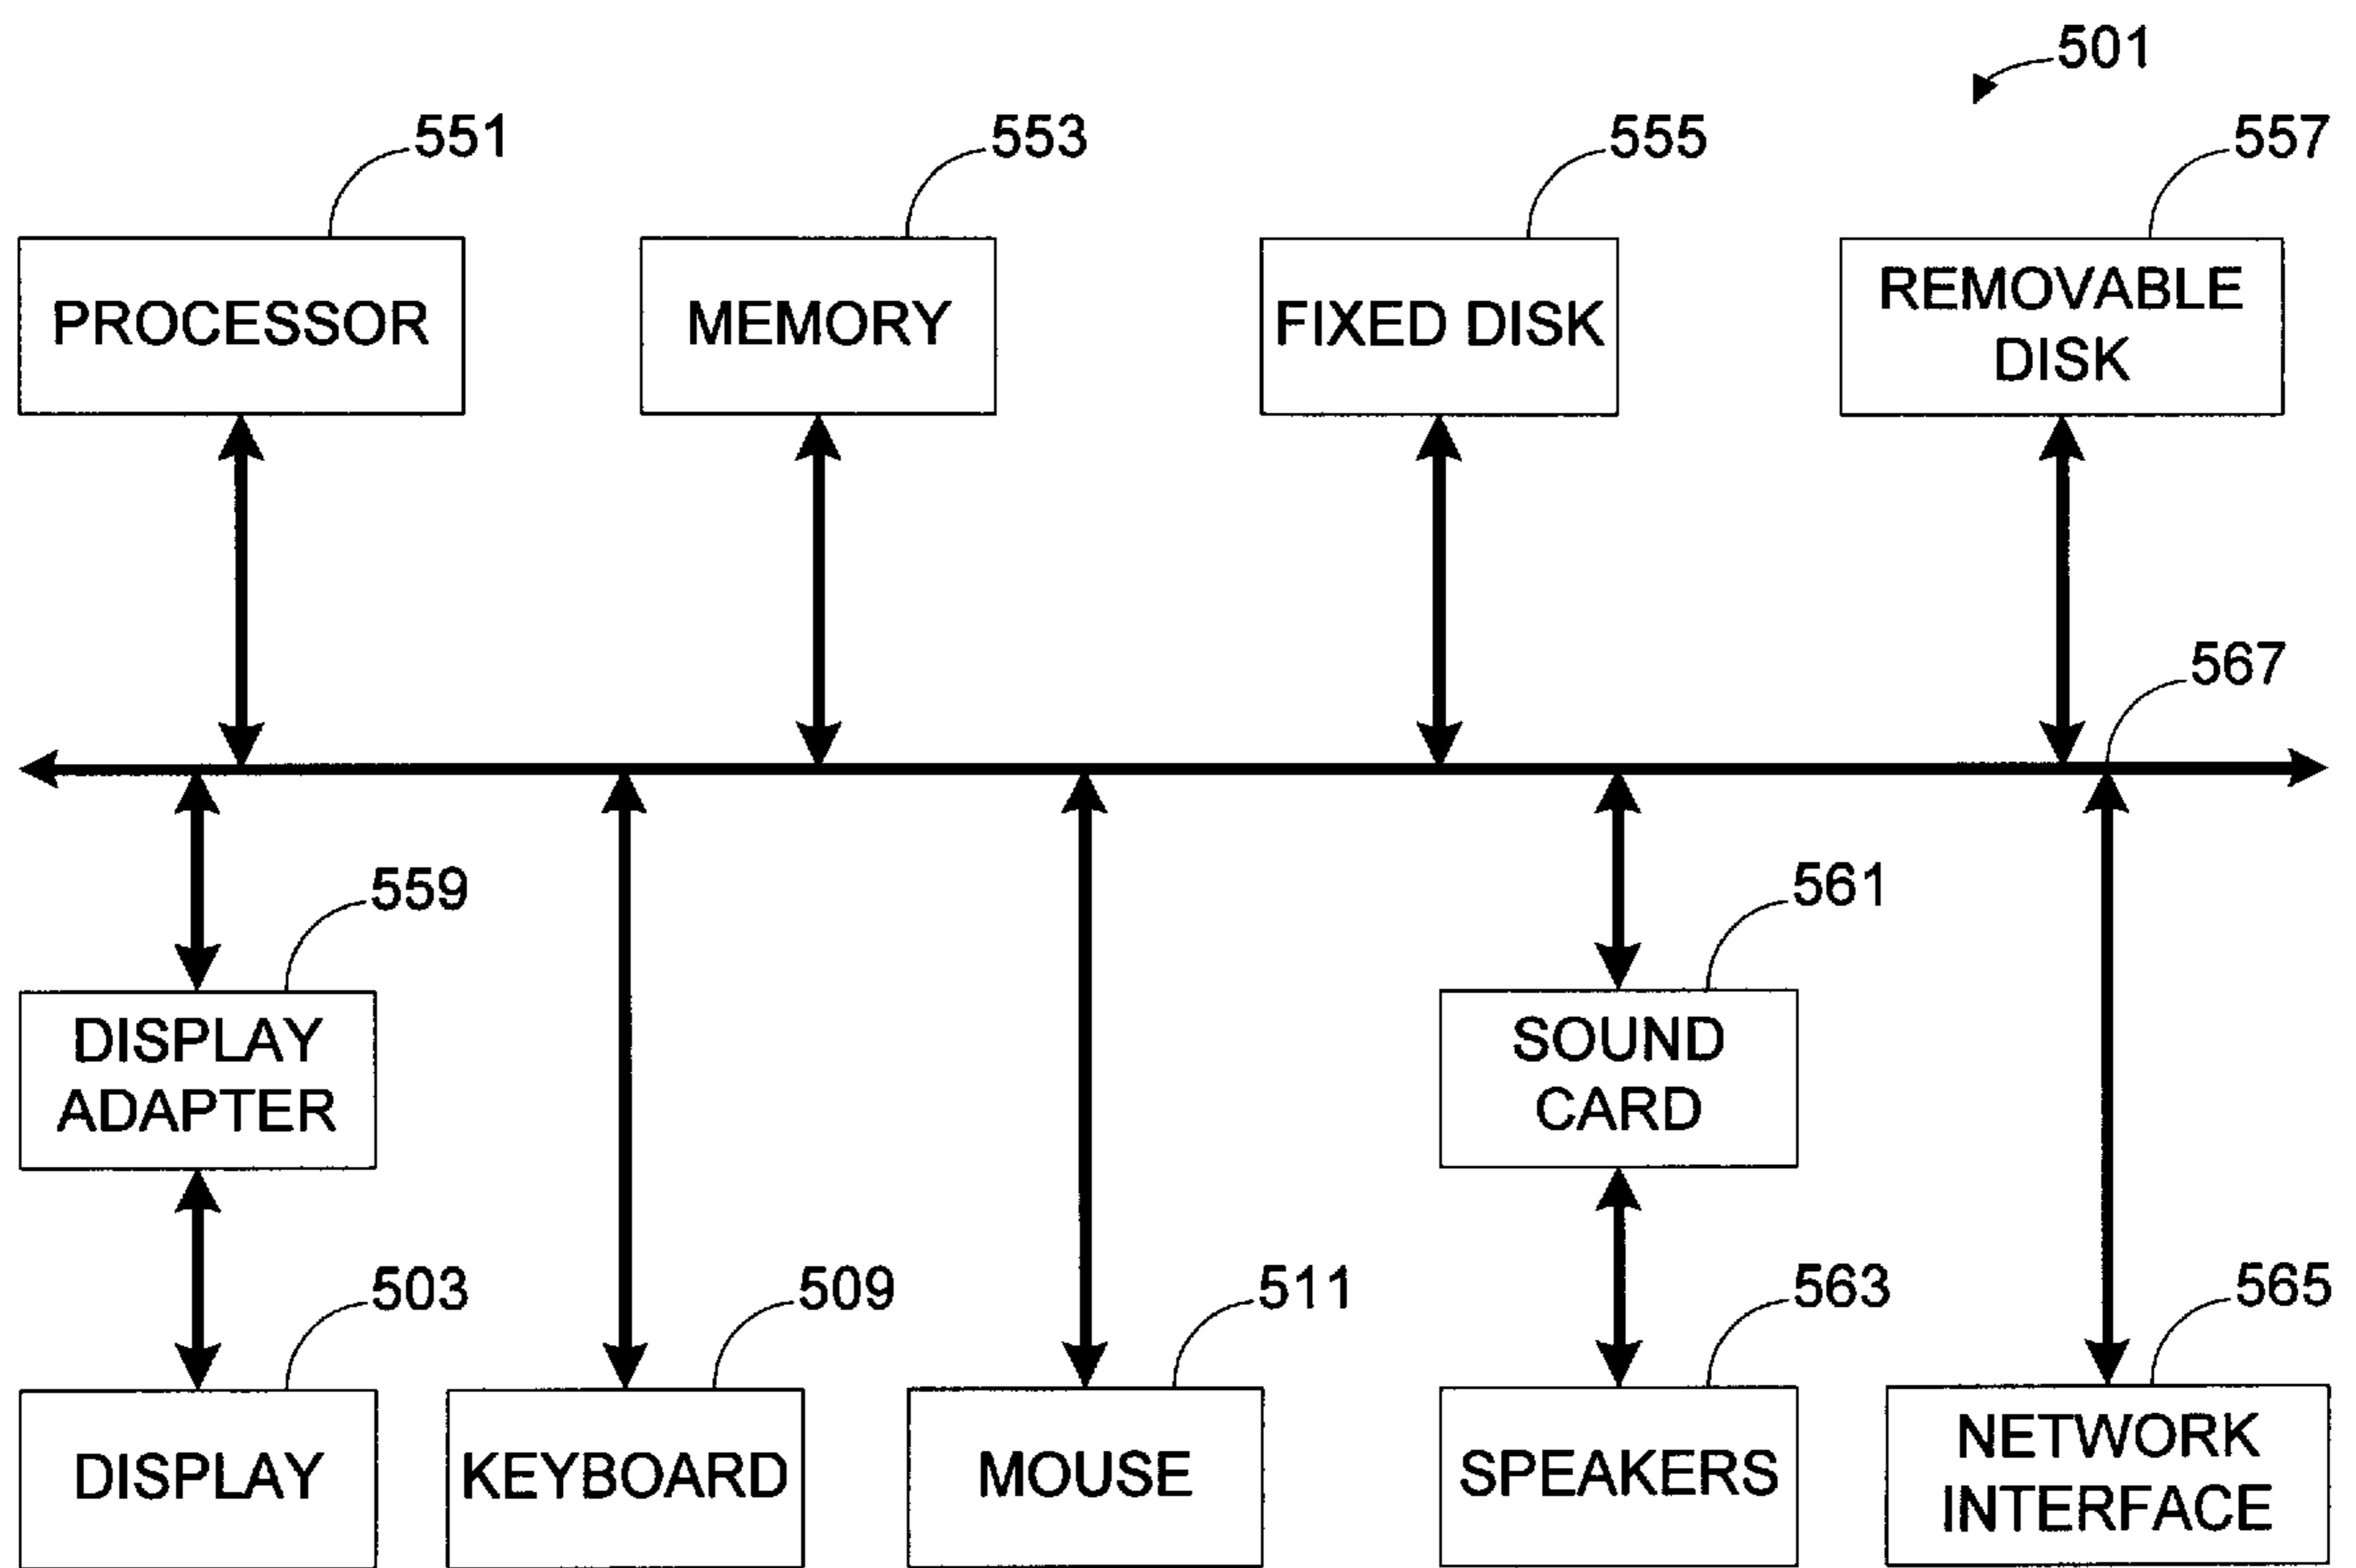 501
551
553
555
557
PROCESSOR
MEMORY
FIXED DISK
REMOVABLE
DISK
567
559
561
DISPLAY
ADAPTER
SOUND
CARD
503
509
511
563
565
DISPLAY
KEYBOARD
MOUSE
SPEAKERS
NETWORK
INTERFACE